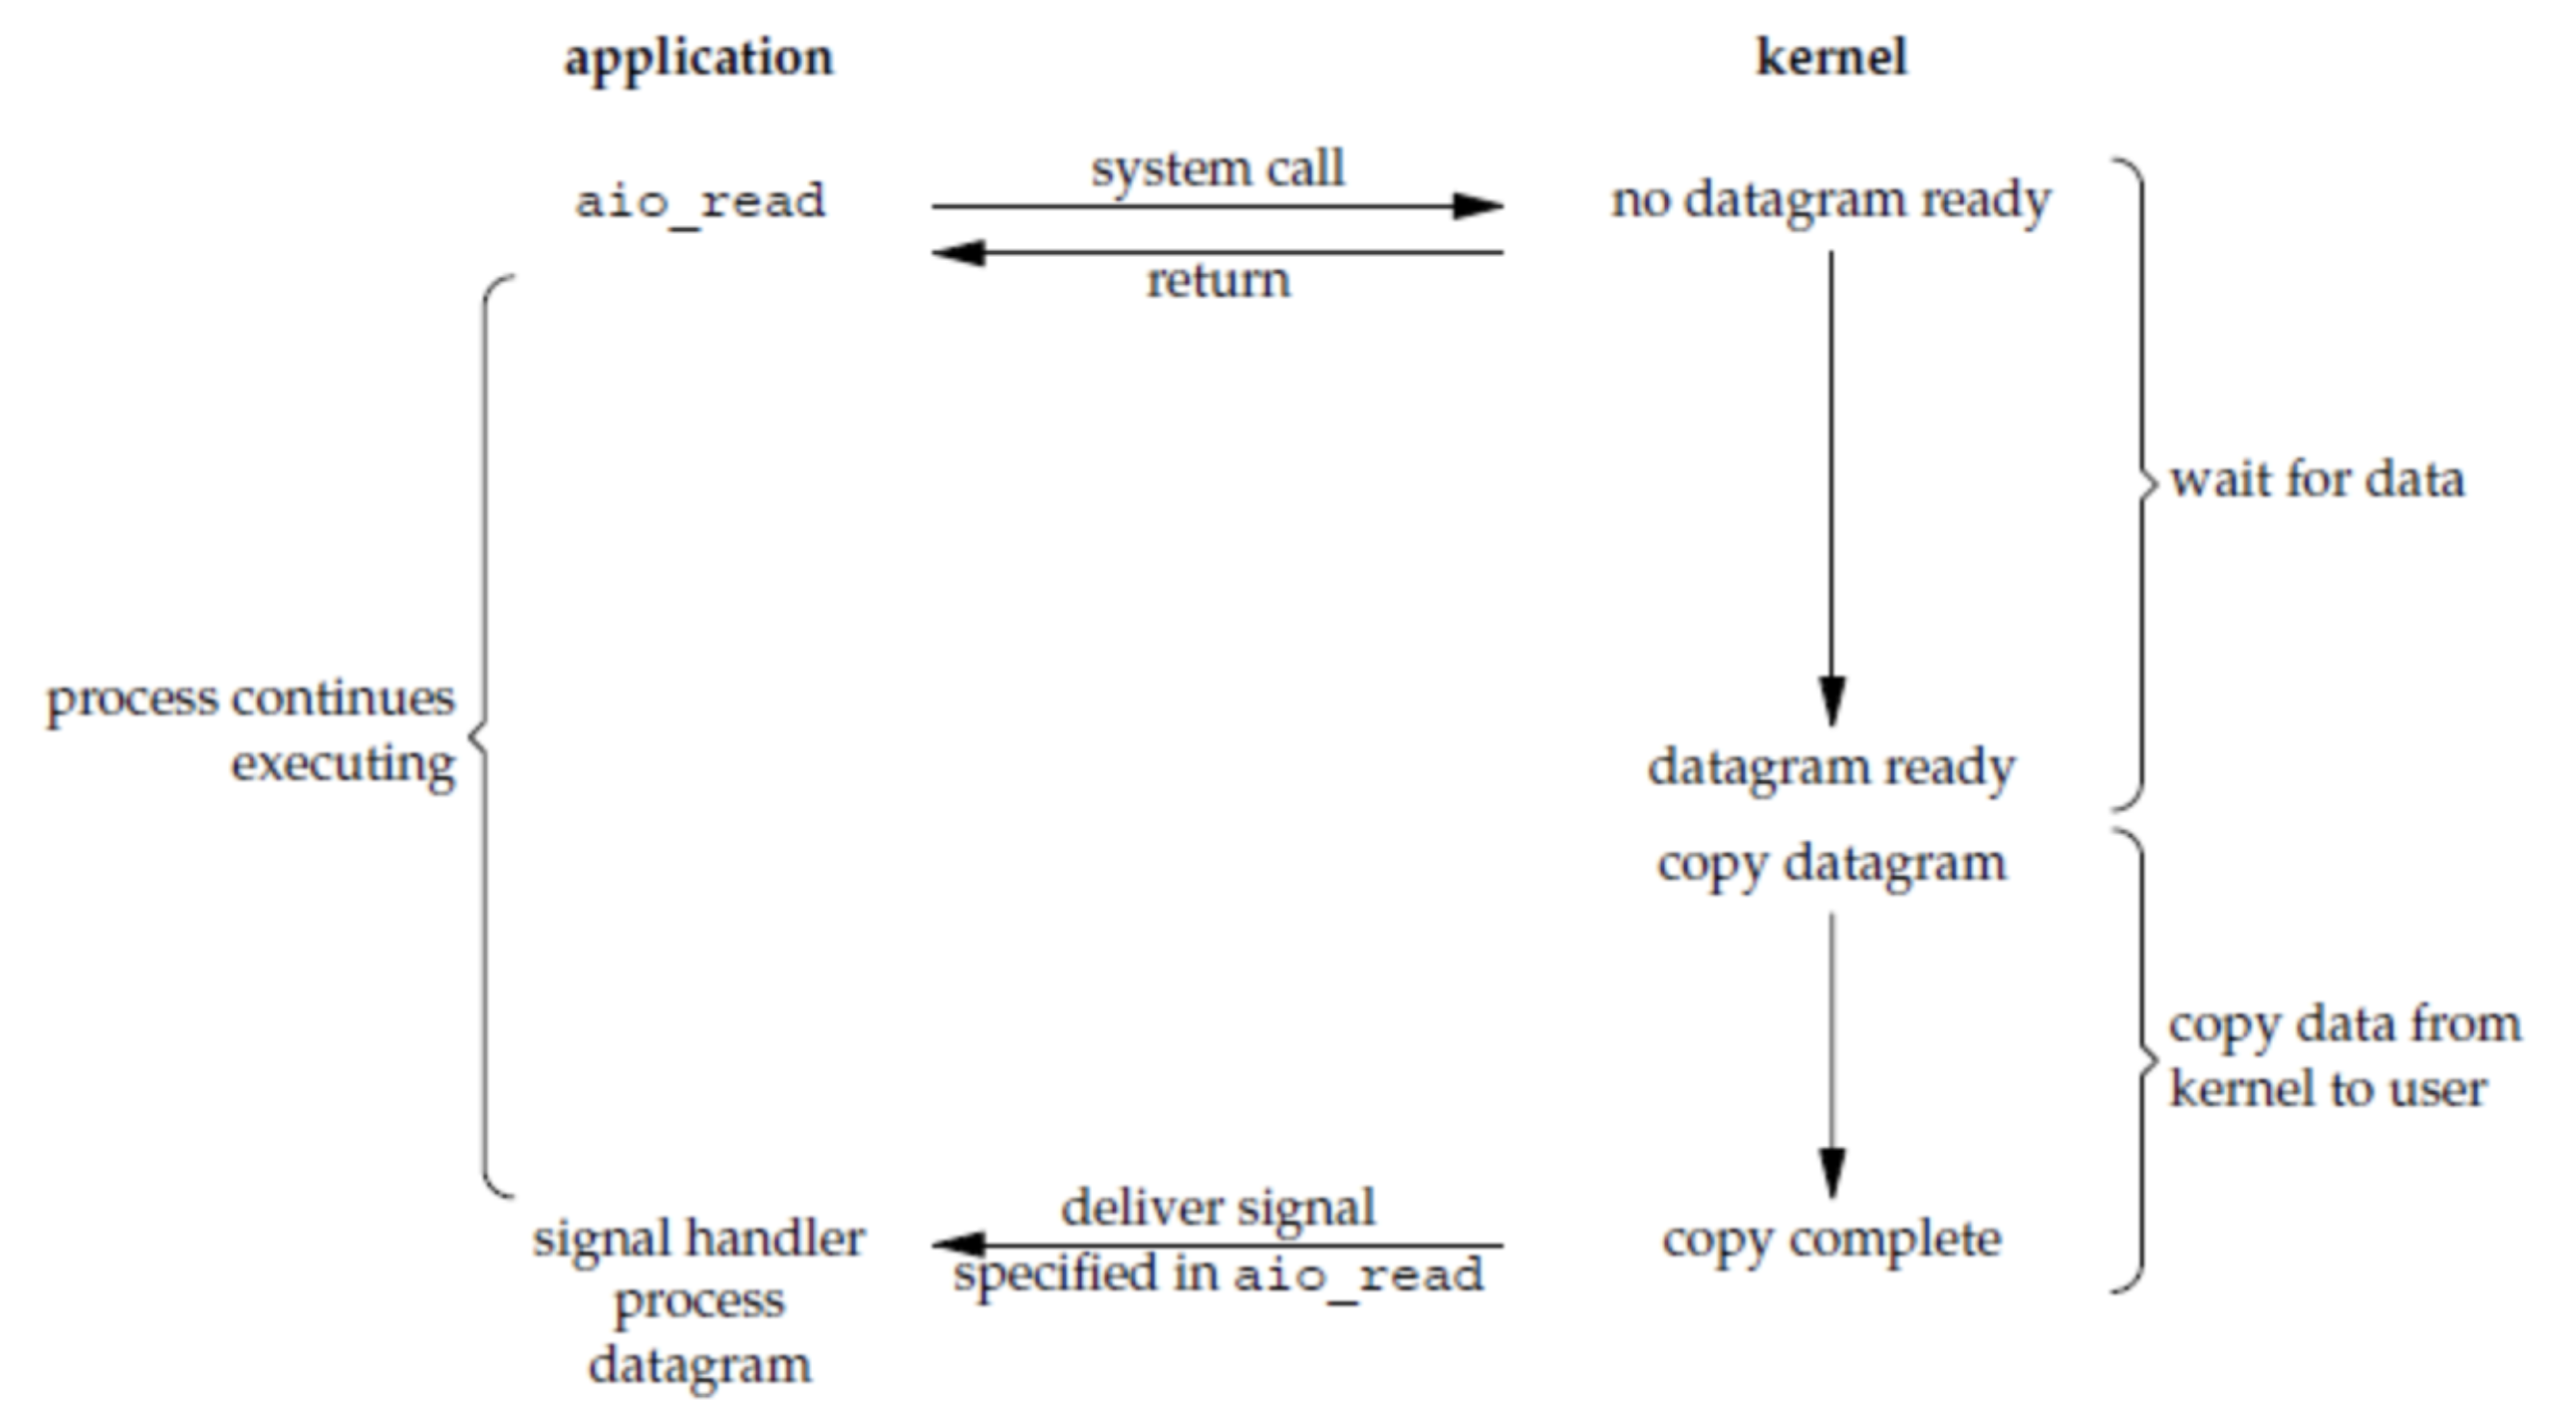 application
kernel
aio_read
system call
no datagram ready
return
wait for data
process continues
executing
datagram ready
copy datagram
copy data from
kernel to user
deliver signal
signal handler
specified in aio_read
copy complete
process
datagram